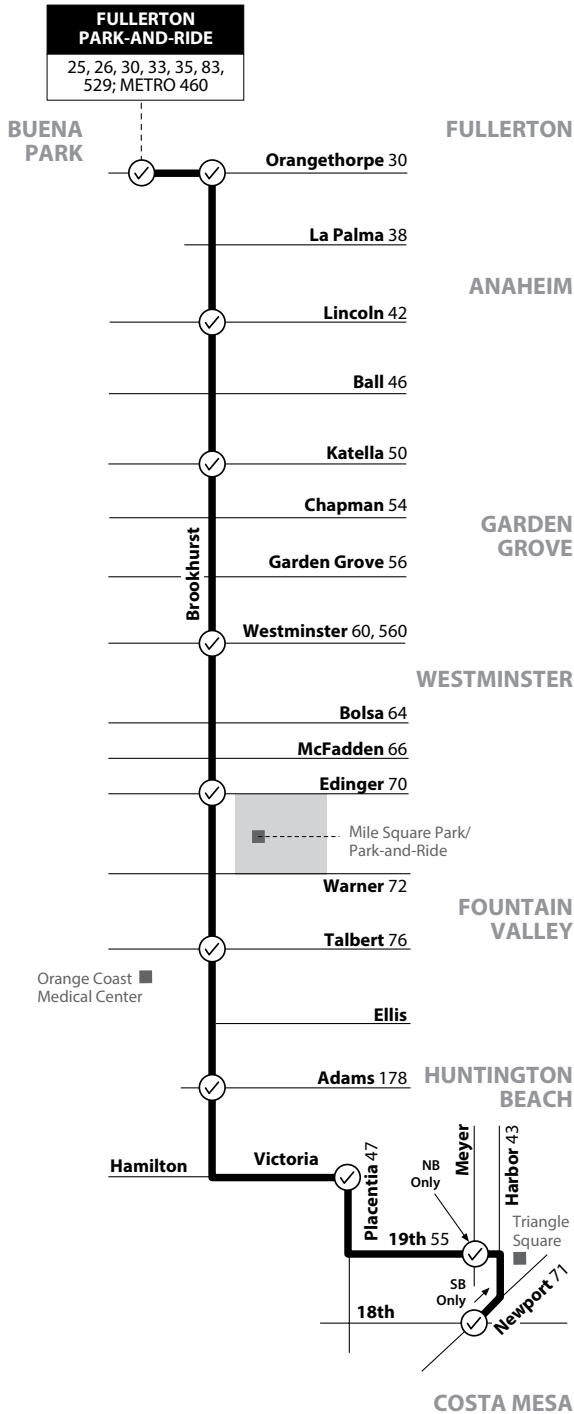 FULLERTON
PARK-AND-RIDE
25, 26, 30, 33, 35, 83,
529; METRO 460
BUENA
PARK
FULLERTON
Orangethorpe 30
La Palma 38
ANAHEIM
Lincoln 42
Ball 46
Katella 50
Chapman 54
GARDEN
GROVE
Brookhurst
Garden Grove 56
Westminster 60, 560
WESTMINSTER
Bolsa 64
McFadden 66
Edinger 70
Mile Square Park/
Park-and-Ride
Warner 72
FOUNTAIN
VALLEY
Talbert 76
Orange Coast
Medical Center
Ellis
Adams 178
HUNTINGTON
BEACH
Hamilton
Victoria
Placentia 47
NB
Only
Meyer
Harbor 43
Triangle
Square
19th 55
SB
Only
Newport 71
18th
COSTA MESA